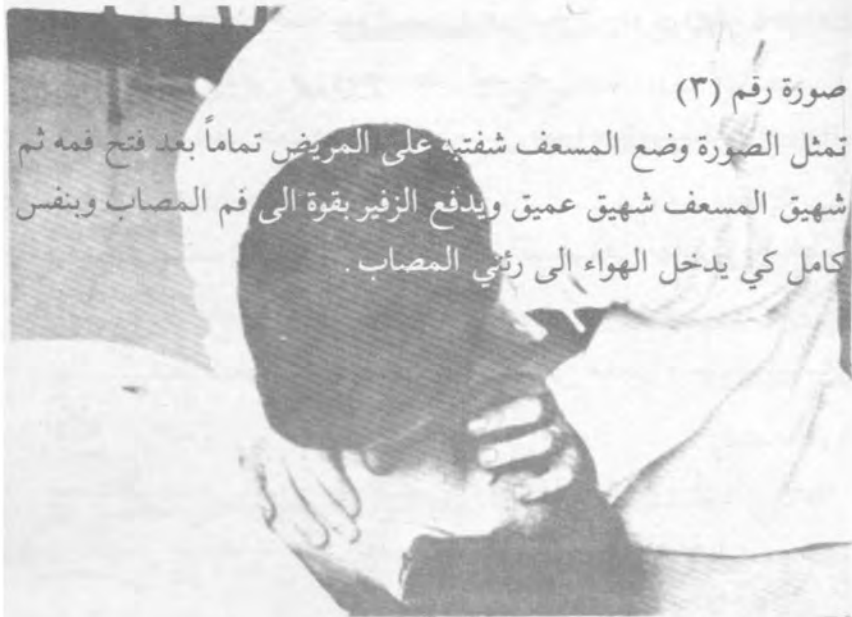 صورة رقم (٣)
تمثل الصورة وضع المسعف شفتيه على المريض تماماً بعد فتح فمه ثم
شهيق المسعف شهيق عميق ويدفع الزفير بقوة الى فم المصاب وبنفس
كامل كي يدخل الهواء الى رئتي المصاب .